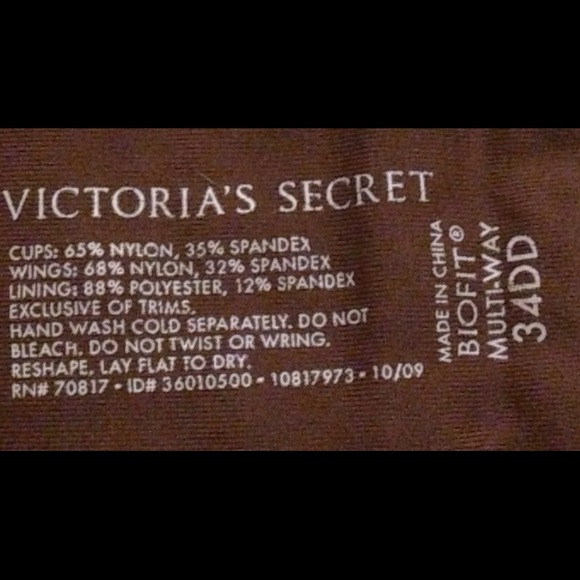 VICTORIA'S SECRET
CUPS: 65% NYLON, 35% SPANDEX
WINGS: 68% NYLON, 32% SPANDEX
LINING: 88% POLYESTER, 12% SPANDEX
EXCLUSIVE OF TRIMS.
HAND WASH COLD SEPARATELY. DO NOT
BLEACH. DO NOT TWIST OR WRING.
RESHAPE, LAY FLAT TO DRY.
RN# 70817 - ID# 36010500 - 10817973 - 10/09
MADE IN CHINA
BIOFIT®
MULTI-WAY
34DD